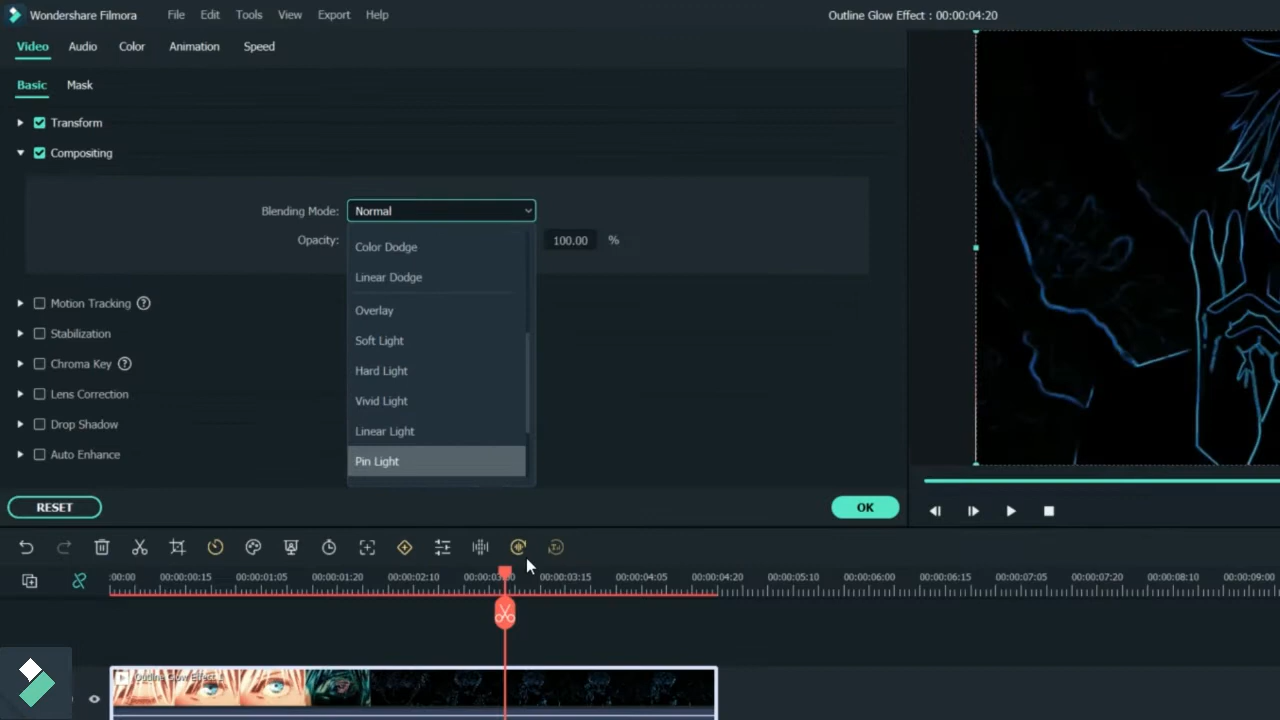 Wondershare Filmora File Edit Tools View Export Help Outline Glow Effect : 00:00:04:20
Video Audio Color Animation Speed
Basic Mask
Transform
Compositing
Blending Mode: Normal
Opacity: 100.00 %
Color Dodge
Linear Dodge
Overlay
Soft Light
Hard Light
Vivid Light
Linear Light
Pin Light
Motion Tracking ?
Stabilization
Chroma Key ?
Lens Correction
Drop Shadow
Auto Enhance
RESET OK
:00:00 00:00:00:15 00:00:01:05 00:00:01:20 00:00:02:10 00:00:03:15 00:00:04:05 00:00:04:20 00:00:05:10 00:00:06:00 00:00:06:15 00:00:07:05 00:00:07:20 00:00:08:10 00:00:09:00
Outline Glow Effect